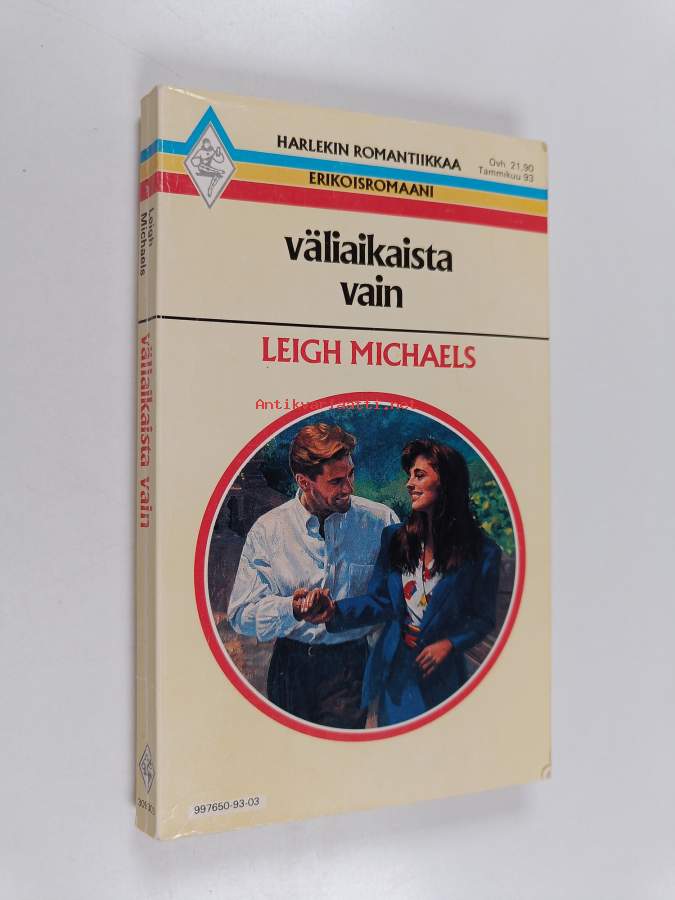 HARLEKIN ROMANTIIKKAA
Ovh. 21,90
Tammikuu 93
ERIKOISROMAANI
väliaikaista
vain
LEIGH MICHAELS
Antikvariaatti.net
997650-93-03
Leigh Michaels
väliaikaista vain